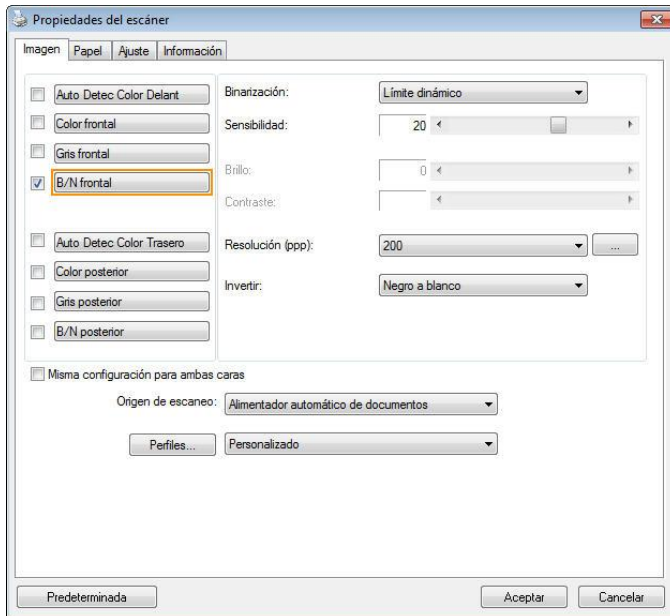 Propiedades del escáner
Imagen Papel Ajuste Información
Auto Detec Color Delant
Color frontal
Gris frontal
B/N frontal
Auto Detec Color Trasero
Color posterior
Gris posterior
B/N posterior
Binarización: Límite dinámico
Sensibilidad: 20
Brillo: 0
Contraste:
Resolución (ppp): 200 ...
Invertir: Negro a blanco
Misma configuración para ambas caras
Origen de escaneo: Alimentador automático de documentos
Perfiles... Personalizado
Predeterminada Aceptar Cancelar